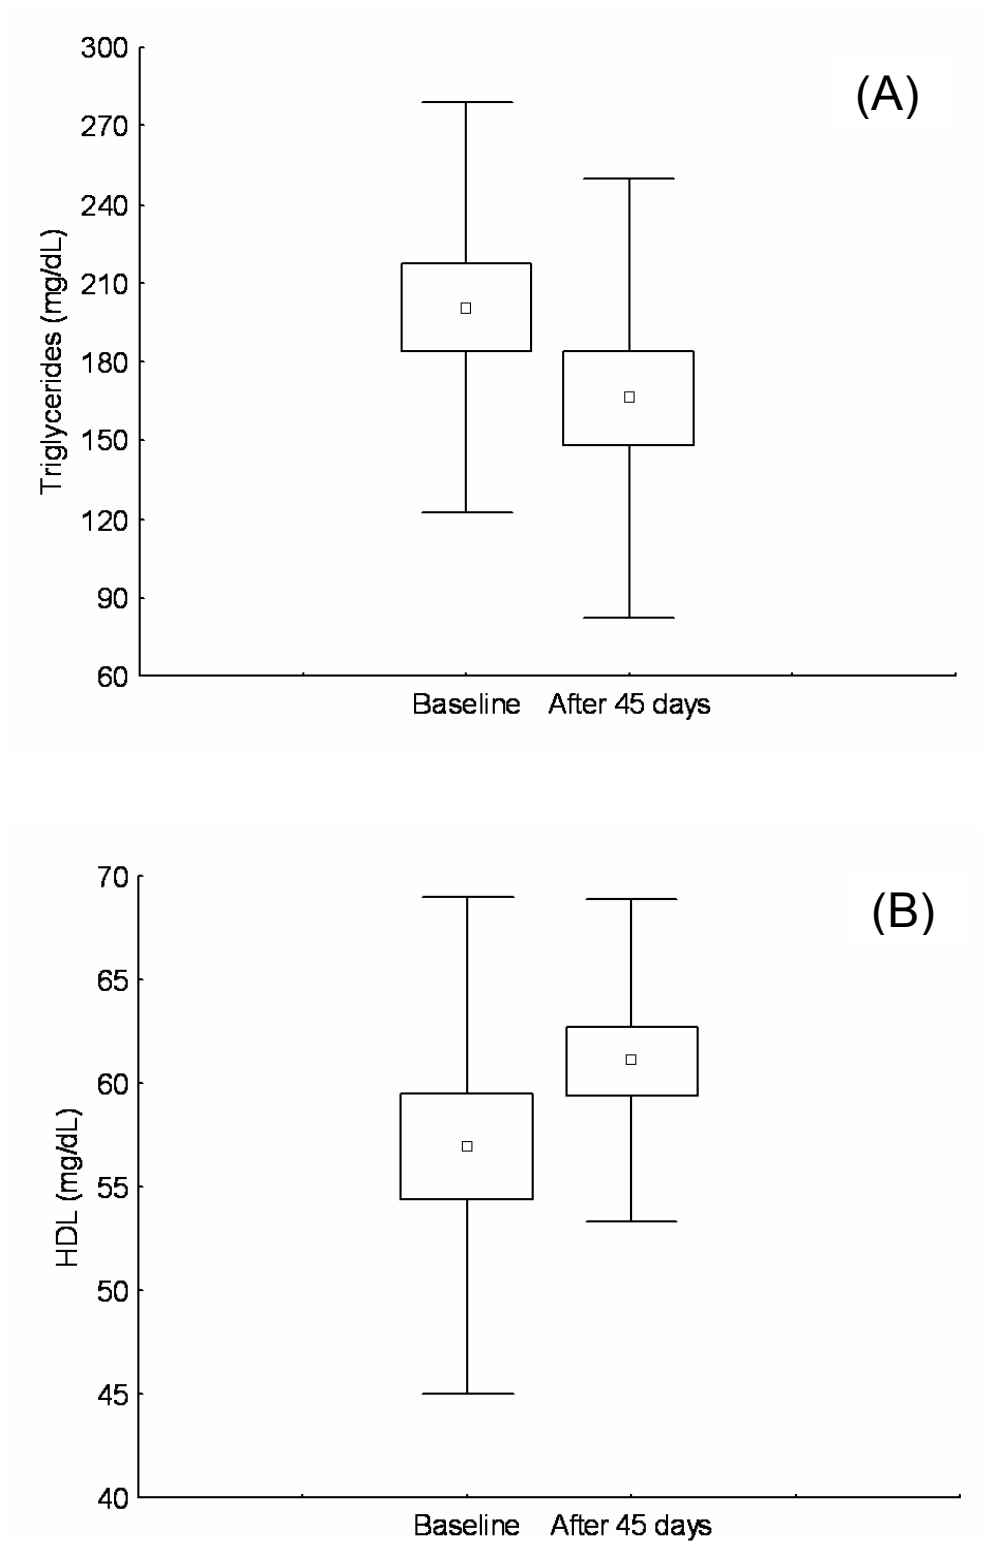 (A)
Triglycerides (mg/dL)
300
270
240
210
180
150
120
90
60
Baseline After 45 days
(B)
HDL (mg/dL)
70
65
60
55
50
45
40
Baseline After 45 days